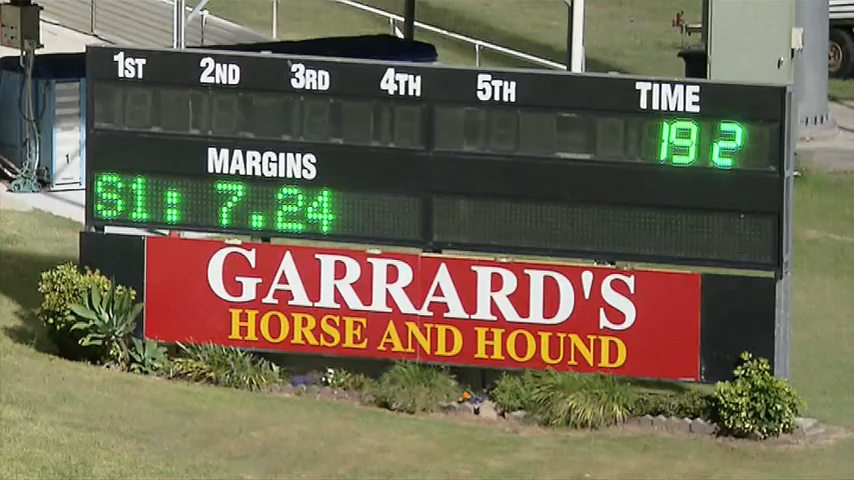 1ST 2ND 3RD 4TH 5TH TIME
19 2
MARGINS
S1: 7.24
GARRARD'S
HORSE AND HOUND